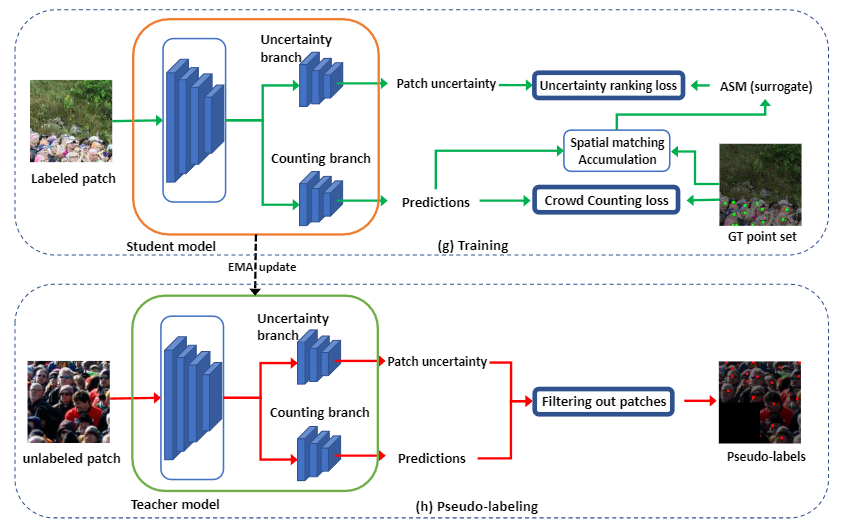 Uncertainty
branch
Patch uncertainty
Uncertainty ranking loss
ASM (surrogate)
Spatial matching
Accumulation
Counting branch
Labeled patch
Predictions
Crowd Counting loss
GT point set
Student model
(g) Training
EMA update
Uncertainty
branch
Patch uncertainty
Filtering out patches
Counting branch
unlabeled patch
Predictions
Pseudo-labels
Teacher model
(h) Pseudo-labeling